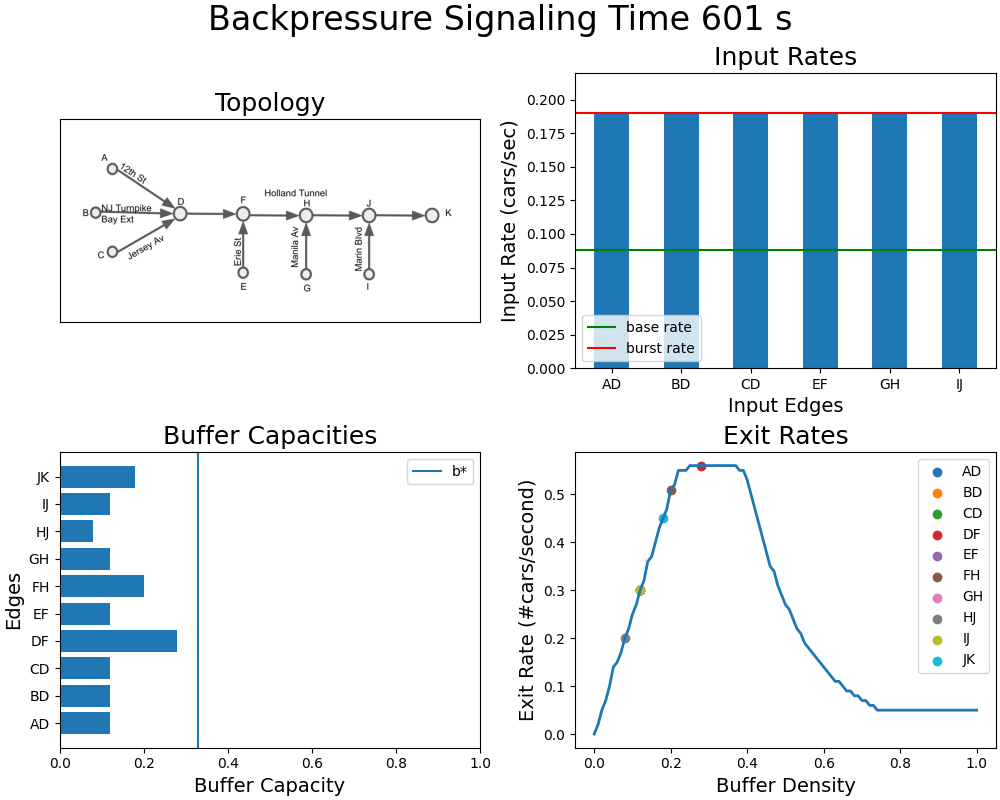 Backpressure Signaling Time 601 s
Topology
A
12th St
B
NJ Turnpike
Bay Ext
C
Jersey Av
D
F
Holland Tunnel
H
J
K
Erie St
Manila Av
Marin Blvd
E
G
I
Input Rates
Input Rate (cars/sec)
0.200
0.175
0.150
0.125
0.100
0.075
0.050
0.025
0.000
base rate
burst rate
AD BD CD EF GH IJ
Input Edges
Buffer Capacities
Edges
JK
IJ
HJ
GH
FH
EF
DF
CD
BD
AD
b*
0.0 0.2 0.4 0.6 0.8 1.0
Buffer Capacity
Exit Rates
Exit Rate (#cars/second)
0.5
0.4
0.3
0.2
0.1
0.0
AD
BD
CD
DF
EF
FH
GH
HJ
IJ
JK
0.0 0.2 0.4 0.6 0.8 1.0
Buffer Density